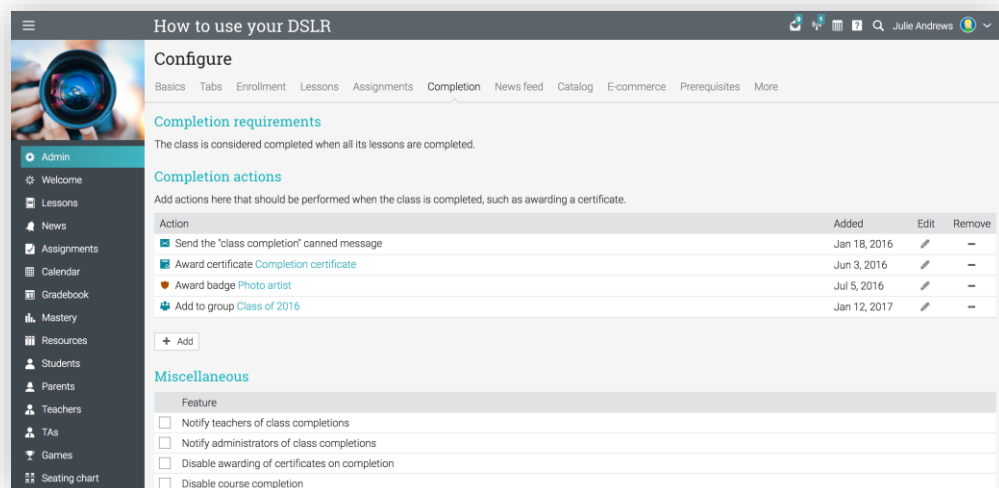 How to use your DSLR
3
1
?
Julie Andrews
Configure
Basics Tabs Enrollment Lessons Assignments Completion News feed Catalog E-commerce Prerequisites More
Completion requirements
The class is considered completed when all its lessons are completed.
Completion actions
Add actions here that should be performed when the class is completed, such as awarding a certificate.
Action Added Edit Remove
Send the "class completion" canned message Jan 18, 2016
Award certificate Completion certificate Jun 3, 2016
Award badge Photo artist Jul 5, 2016
Add to group Class of 2016 Jan 12, 2017
+ Add
Miscellaneous
Feature
Notify teachers of class completions
Notify administrators of class completions
Disable awarding of certificates on completion
Disable course completion
Admin
Welcome
Lessons
News
Assignments
Calendar
Gradebook
Mastery
Resources
Students
Parents
Teachers
TAs
Games
Seating chart